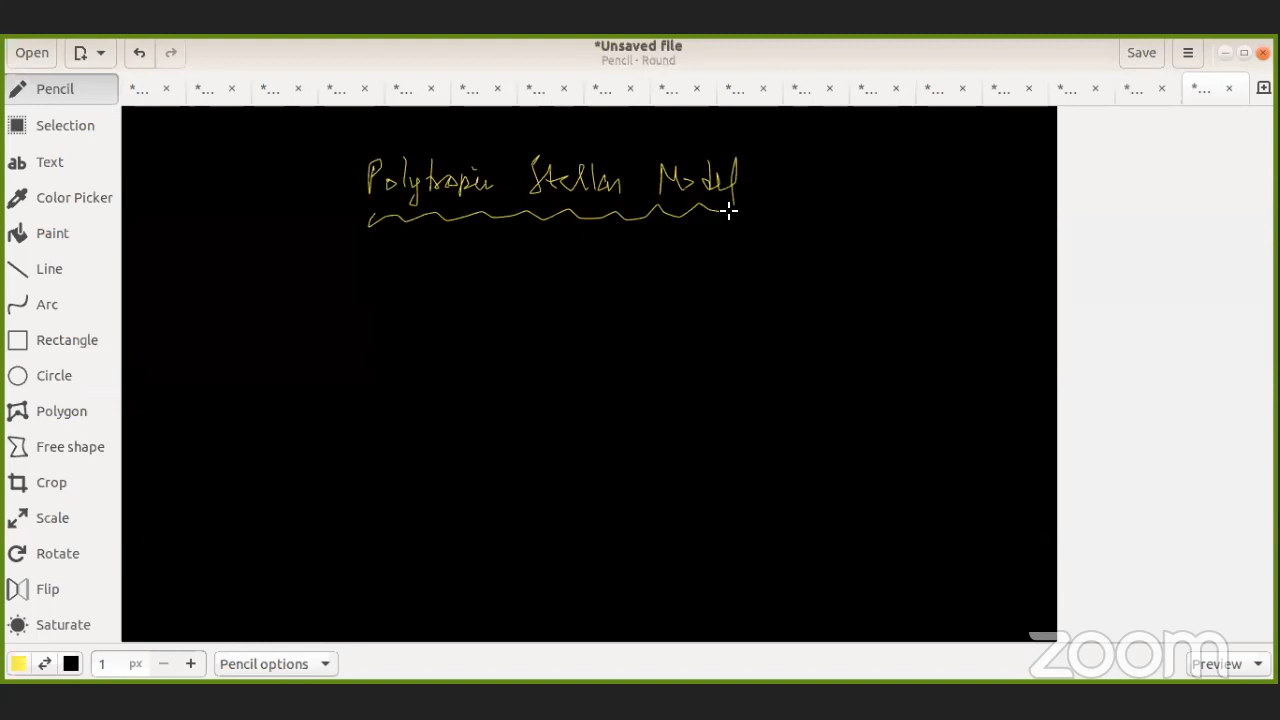 *Unsaved file
Open
Pencil - Round
Save
Pencil
*... × *... × *... × *... × *... × *... × *... × *... × *... × *... × *... × *... × *... × *... × *... × *... × *... ×
Selection
Text
Color Picker
Paint
Line
Arc
Rectangle
Circle
Polygon
Free shape
Crop
Scale
Rotate
Flip
Saturate
Polytropic Stellar Model
1 px − +
Pencil options
Preview
zoom